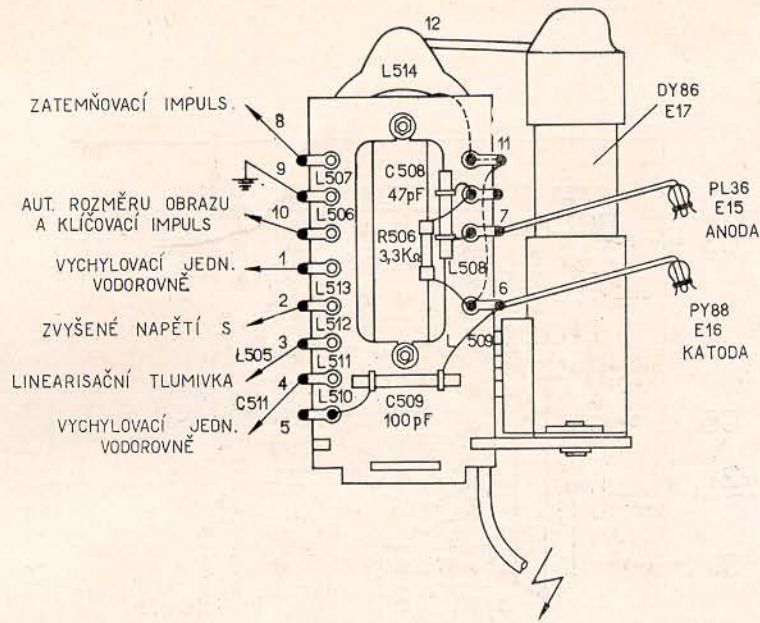 12
L514
ZATEMŇOVACÍ IMPULS.
8
DY86
E17
11
9
L507
C508
47pF
AUT. ROZMĚRU OBRAZU
A KLÍČOVACÍ IMPULS
10
L506
7
PL36
E15
ANODA
R506
3,3KΩ
L508
VYCHYLOVACÍ JEDN.
VODOROVNĚ
1
L513
6
2
ZVYŠENÉ NAPĚTÍ S
L512
PY88
E16
KATODA
3
L505
L511
L509
LINEARISAČNÍ TLUMIVKA
4
C511
L510
C509
100pF
VYCHYLOVACÍ JEDN.
VODOROVNĚ
5